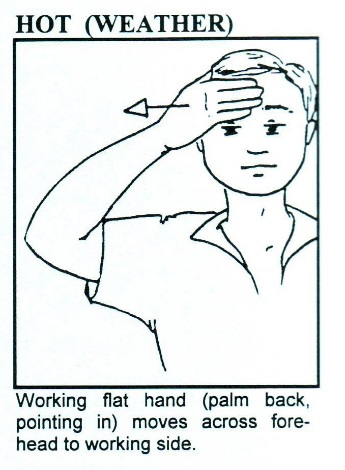 HOT (WEATHER)
Working flat hand (palm back,
pointing in) moves across fore-
head to working side.